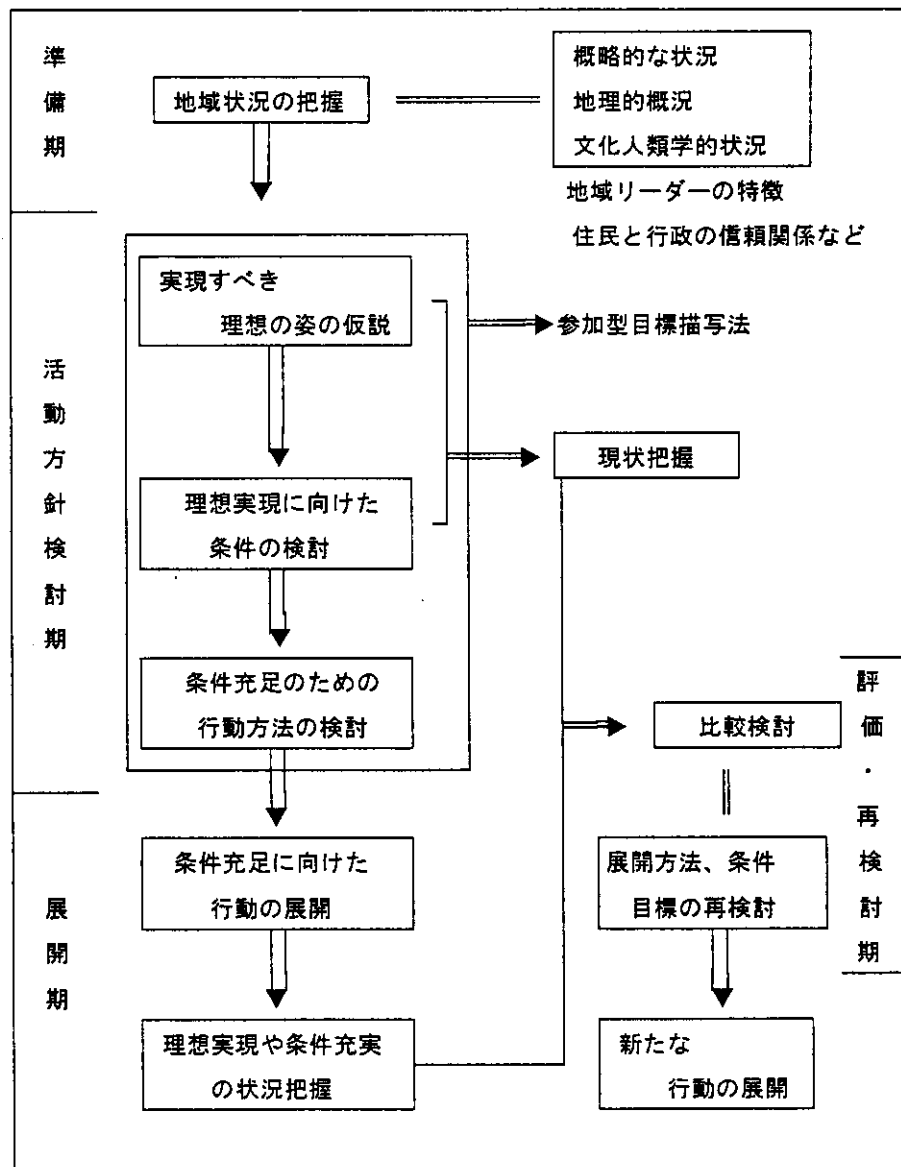 準備期
地域状況の把握
概略的な状況
地理的概況
文化人類学的状況
地域リーダーの特徴
住民と行政の信頼関係など
活動方針検討期
実現すべき
理想の姿の仮説
参加型目標描写法
現状把握
理想実現に向けた
条件の検討
条件充足のための
行動方法の検討
比較検討
評価・再検討期
展開期
条件充足に向けた
行動の展開
展開方法、条件
目標の再検討
理想実現や条件充実
の状況把握
新たな
行動の展開